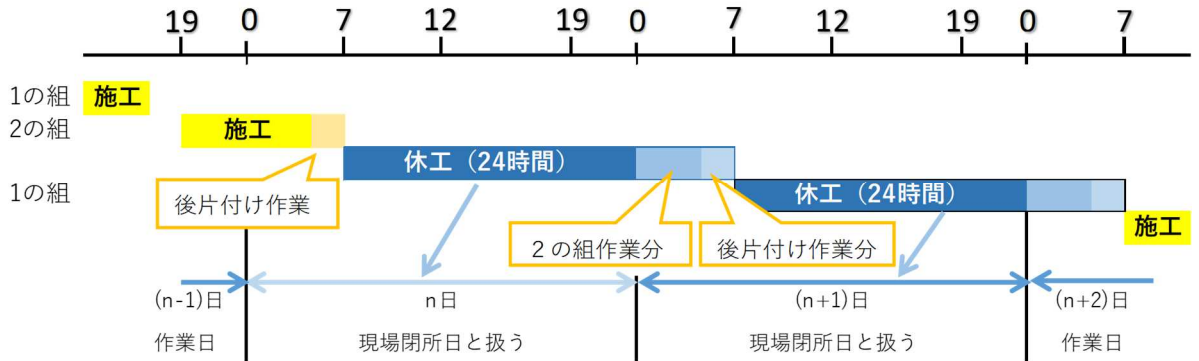 19 0 7 12 19 0 7 12 19 0 7
1の組 施工
2の組 施工
休工（24時間）
1の組 休工（24時間）
後片付け作業 2の組作業分 後片付け作業分 施工
(n-1)日 n日 (n+1)日 (n+2)日
作業日 現場閉所日と扱う 現場閉所日と扱う 作業日